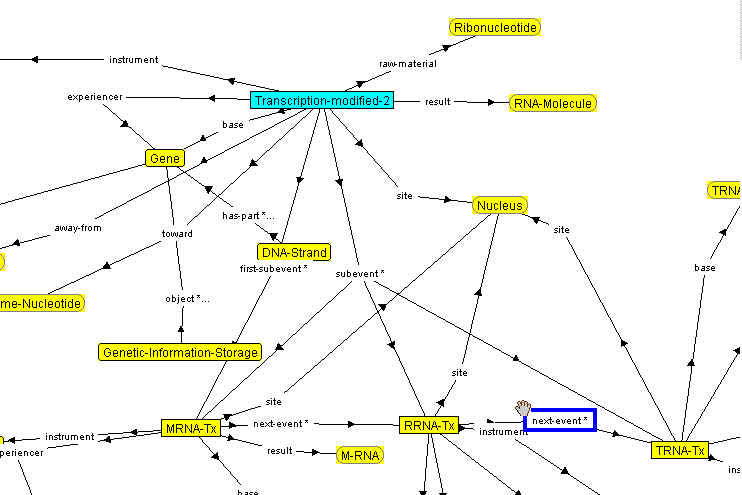 Ribonucleotide
instrument
raw-material
experiencer
Transcription-modified-2
result
RNA-Molecule
base
Gene
TRNA
site
Nucleus
has-part *...
away-from
toward
site
DNA-Strand
first-subevent *
subevent *
base
me-Nucleotide
object *...
Genetic-Information-Storage
site
site
next-event *
next-event *
MRNA-Tx
RRNA-Tx
instrument
instrument
TRNA-Tx
result
M-RNA
periencer
ins
base